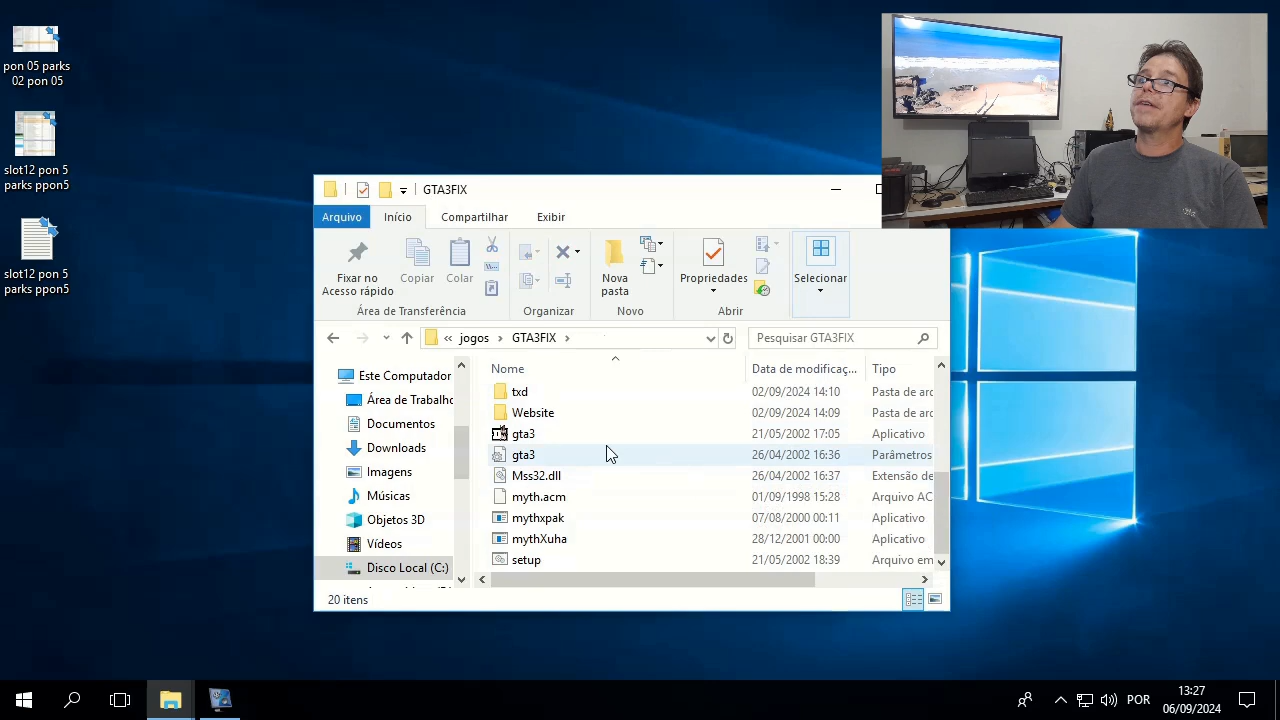 pon 05 parks
02 pon 05
slot12 pon 5
parks ppon5
slot12 pon 5
parks ppon5
GTA3FIX
Arquivo
Início
Compartilhar
Exibir
Fixar no
Acesso rápido
Copiar
Colar
Nova
pasta
Propriedades
Selecionar
Área de Transferência
Organizar
Novo
Abrir
« jogos > GTA3FIX >
Pesquisar GTA3FIX
Este Computador
Área de Trabalho
Documentos
Downloads
Imagens
Músicas
Objetos 3D
Vídeos
Disco Local (C:)
Nome Data de modificaç... Tipo
txd 02/09/2024 14:10 Pasta de arq
Website 02/09/2024 14:09 Pasta de arq
gta3 21/05/2002 17:05 Aplicativo
gta3 26/04/2002 16:36 Parâmetros
Mss32.dll 26/04/2002 16:37 Extensão de
myth.acm 01/09/1998 15:28 Arquivo AC
mythxpak 07/08/2000 00:11 Aplicativo
mythXuha 28/12/2001 00:00 Aplicativo
setup 21/05/2002 18:39 Arquivo em
20 itens
POR
13:27
06/09/2024